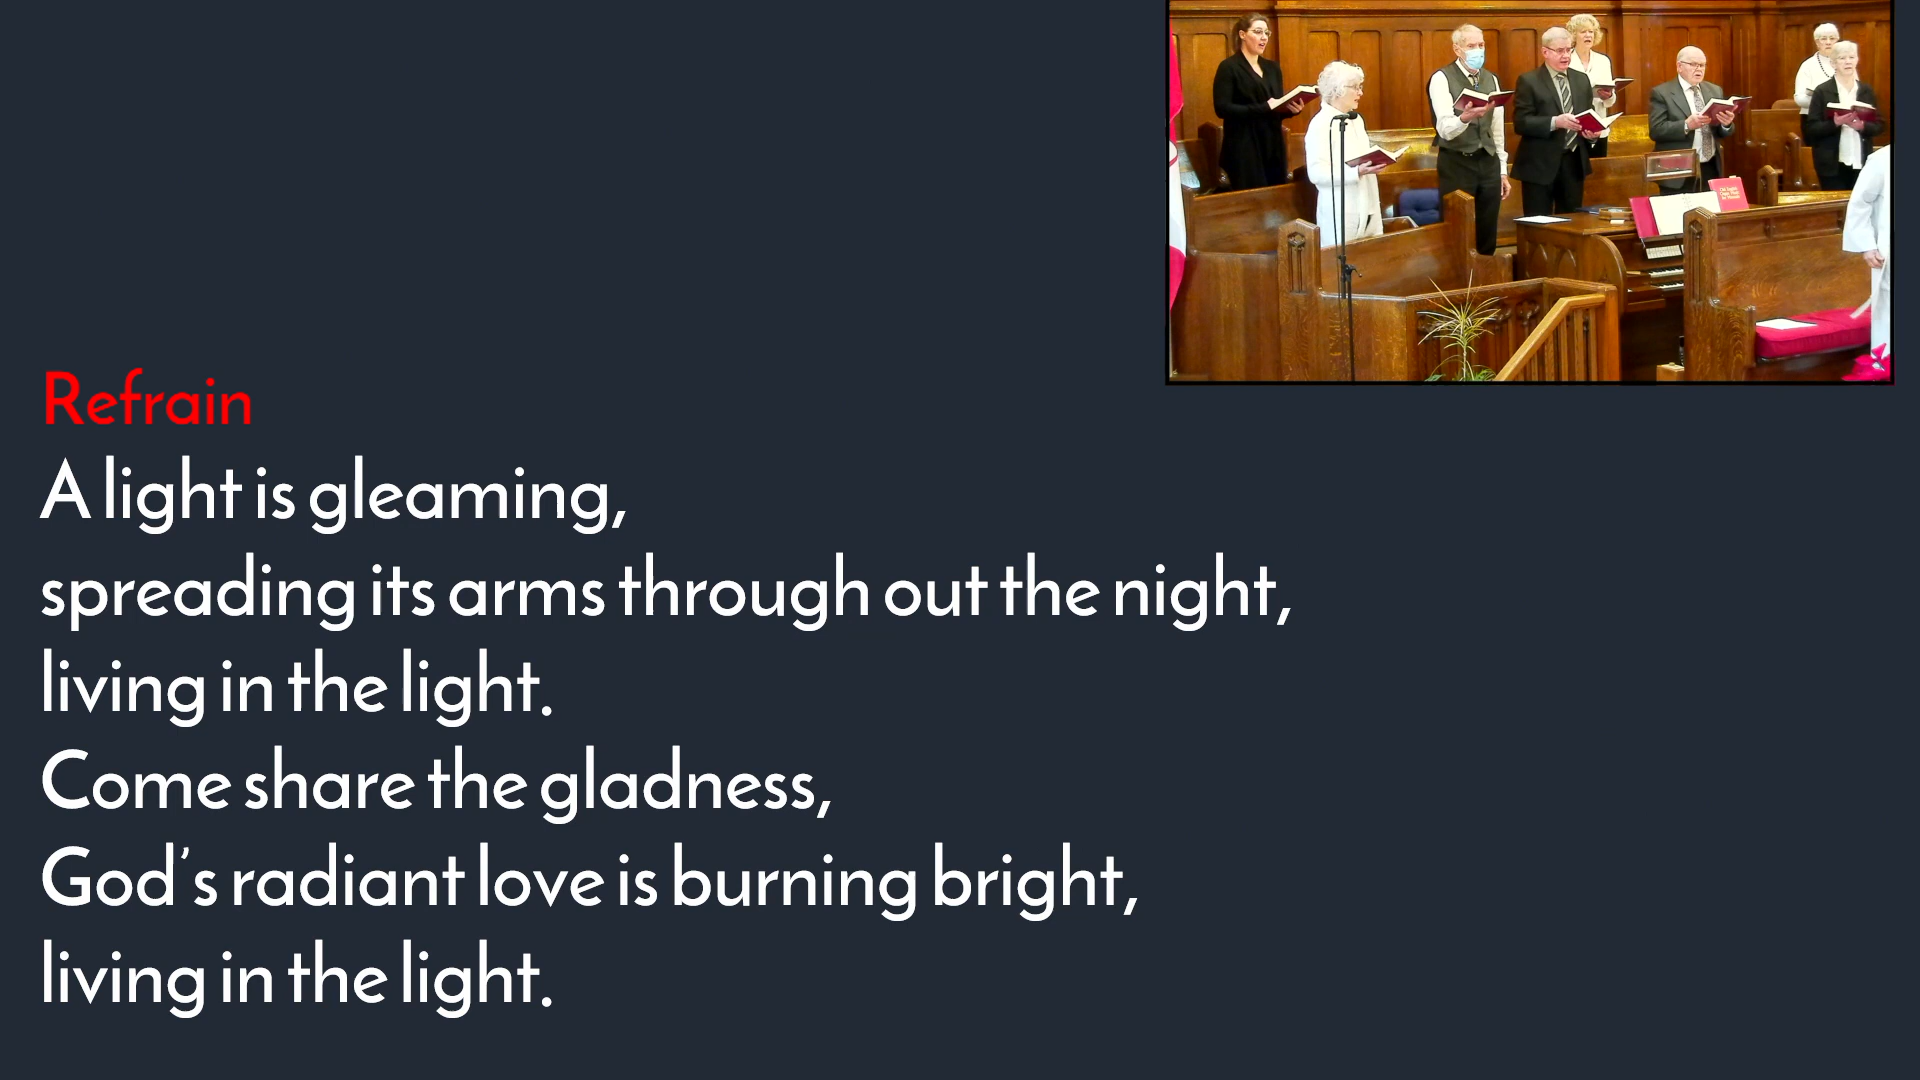 Refrain
A light is gleaming,
spreading its arms through out the night,
living in the light.
Come share the gladness,
God's radiant love is burning bright,
living in the light.